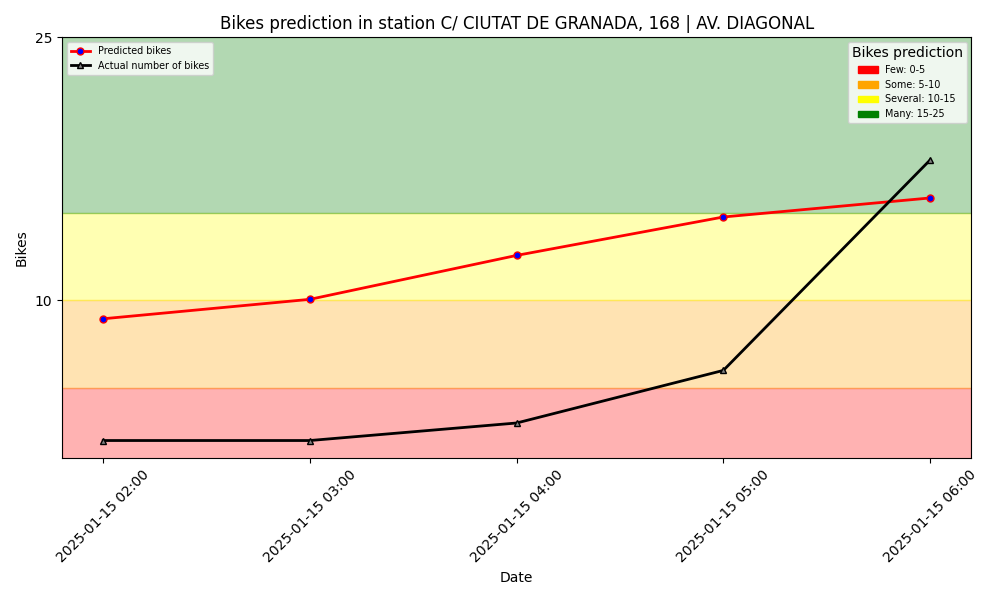 Bikes prediction in station C/ CIUTAT DE GRANADA, 168 | AV. DIAGONAL
25
10
Bikes
Predicted bikes
Actual number of bikes
Bikes prediction
Few: 0-5
Some: 5-10
Several: 10-15
Many: 15-25
2025-01-15 02:00
2025-01-15 03:00
2025-01-15 04:00
2025-01-15 05:00
2025-01-15 06:00
Date